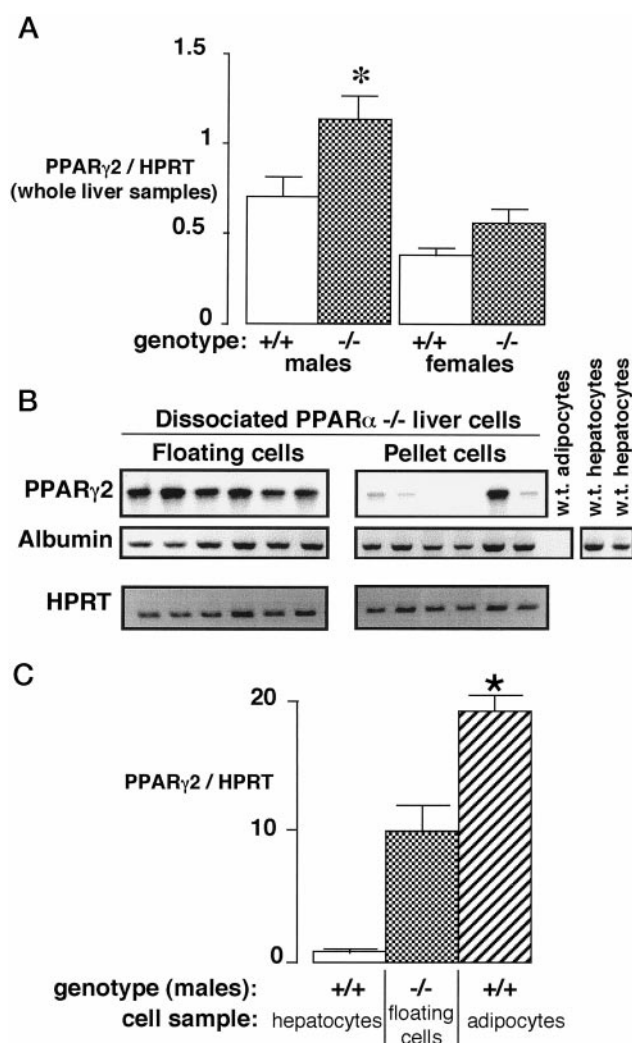 A
1.5
1
0.5
0
PPARγ2 / HPRT
(whole liver samples)
*
genotype: +/+ -/- +/+ -/-
males females
B
Dissociated PPARα -/- liver cells
Floating cells Pellet cells
w.t. adipocytes
w.t. hepatocytes
w.t. hepatocytes
PPARγ2
Albumin
HPRT
C
20
10
0
PPARγ2 / HPRT
*
genotype (males): +/+ -/- +/+
cell sample: hepatocytes floating adipocytes
cells